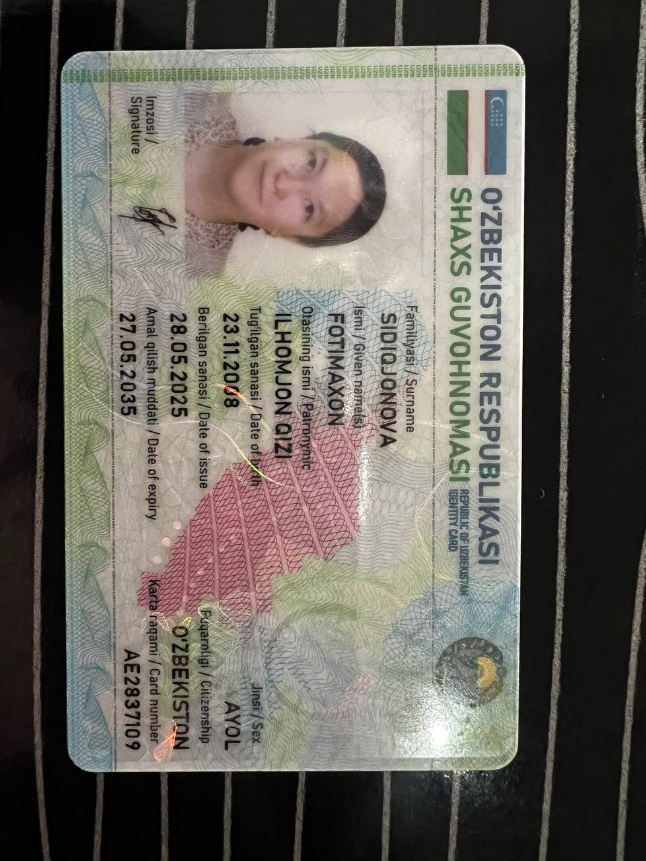 O‘ZBEKISTON RESPUBLIKASI
SHAXS GUVOHNOMASI
REPUBLIC OF UZBEKISTAN
IDENTITY CARD
Familiyasi / Surname
SIDIQJONOVA
Ismi / Given name(s)
FOTIMAXON
Otasining ismi / Patronymic
ILHOMJON QIZI
Tug‘ilgan sanasi / Date of birth
23.11.2008
Jinsi / Sex
AYOL
Berilgan sanasi / Date of issue
28.05.2025
Fuqaroligi / Citizenship
O‘ZBEKISTON
Amal qilish muddati / Date of expiry
27.05.2035
Karta raqami / Card number
AE2837109
Imzosi /
Signature